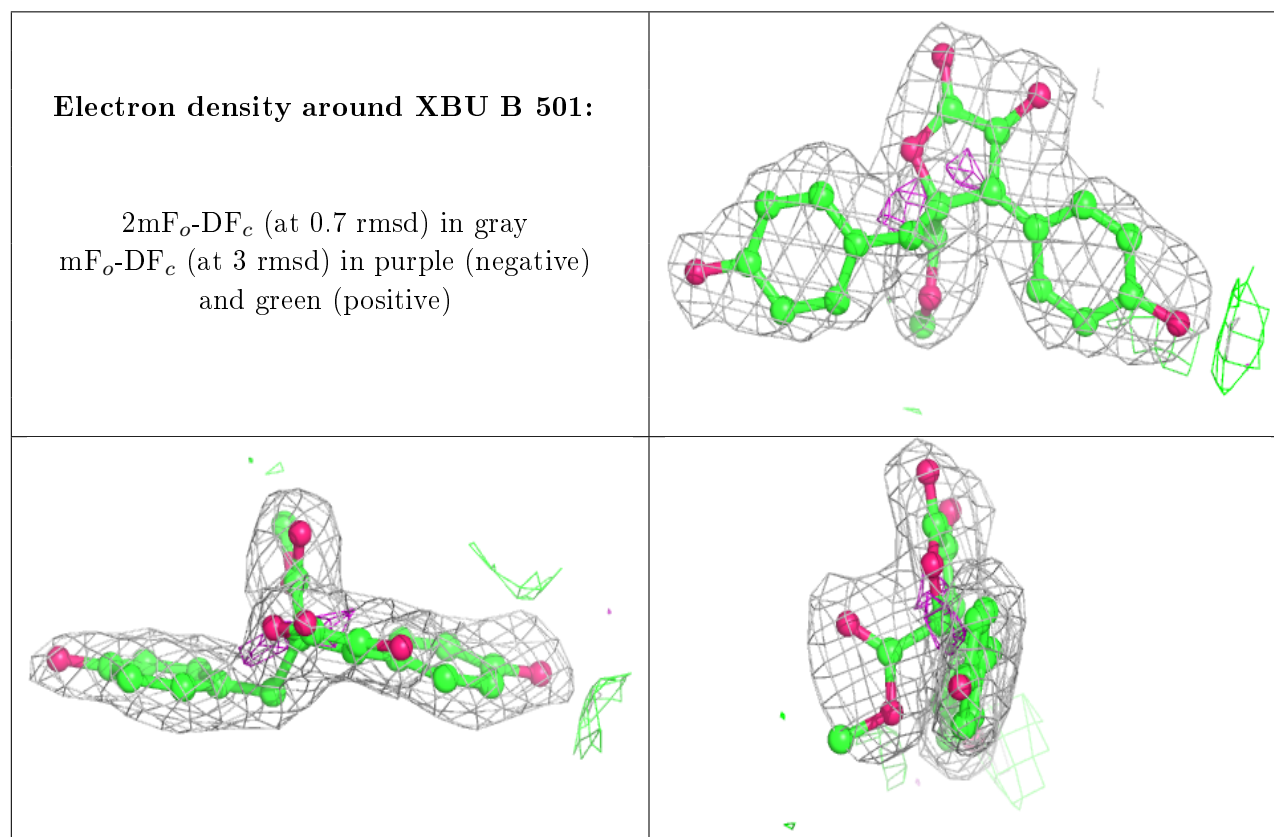 Electron density around XBU B 501:
2mFₒ-DF𝒸 (at 0.7 rmsd) in gray
mFₒ-DF𝒸 (at 3 rmsd) in purple (negative)
and green (positive)